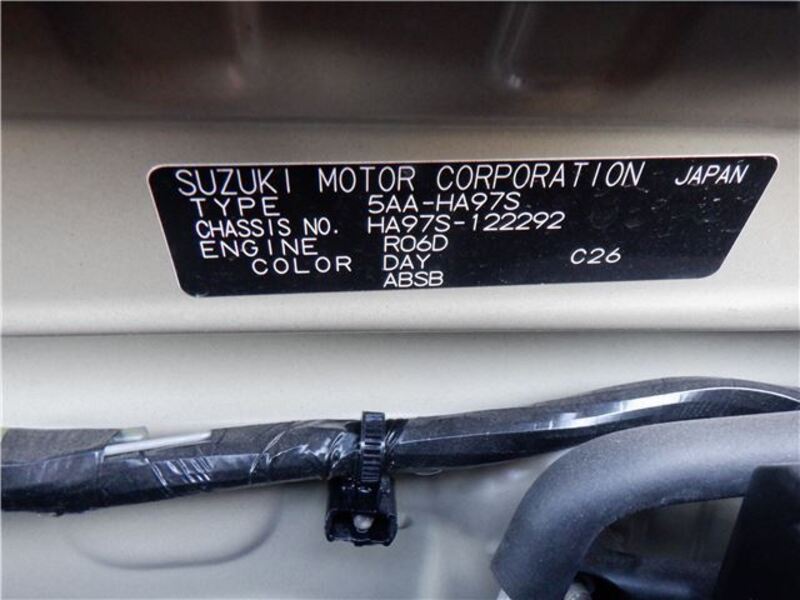 SUZUKI MOTOR CORPORATION JAPAN
TYPE 5AA-HA97S
CHASSIS NO. HA97S-122292
ENGINE R06D
COLOR DAY C26
ABSB